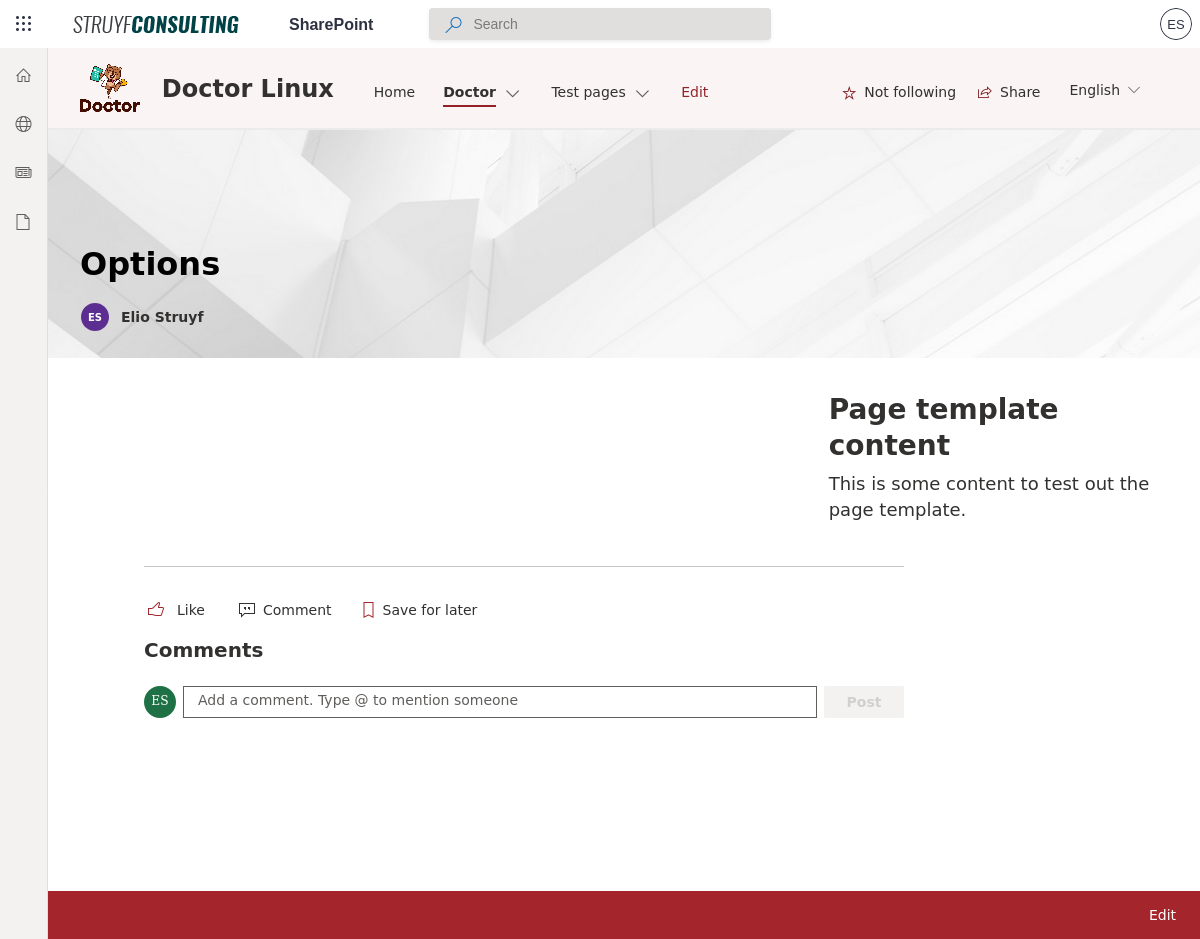 STRUYFCONSULTING
SharePoint
Search
ES
Doctor
Doctor Linux
Home
Doctor
Test pages
Edit
Not following
Share
English
Options
ES
Elio Struyf
Page template
content
This is some content to test out the
page template.
Like
Comment
Save for later
Comments
ES
Add a comment. Type @ to mention someone
Post
Edit